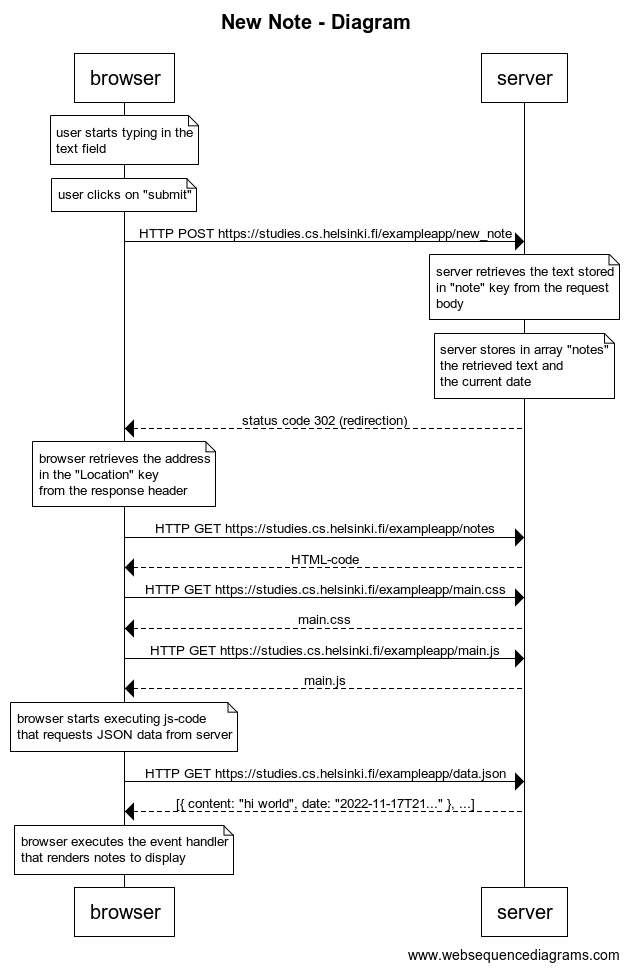 New Note - Diagram
browser
server
user starts typing in the
text field
user clicks on "submit"
HTTP POST https://studies.cs.helsinki.fi/exampleapp/new_note
server retrieves the text stored
in "note" key from the request
body
server stores in array "notes"
the retrieved text and
the current date
status code 302 (redirection)
browser retrieves the address
in the "Location" key
from the response header
HTTP GET https://studies.cs.helsinki.fi/exampleapp/notes
HTML-code
HTTP GET https://studies.cs.helsinki.fi/exampleapp/main.css
main.css
HTTP GET https://studies.cs.helsinki.fi/exampleapp/main.js
main.js
browser starts executing js-code
that requests JSON data from server
HTTP GET https://studies.cs.helsinki.fi/exampleapp/data.json
[{ content: "hi world", date: "2022-11-17T21..." }, ...]
browser executes the event handler
that renders notes to display
browser
server
www.websequencediagrams.com